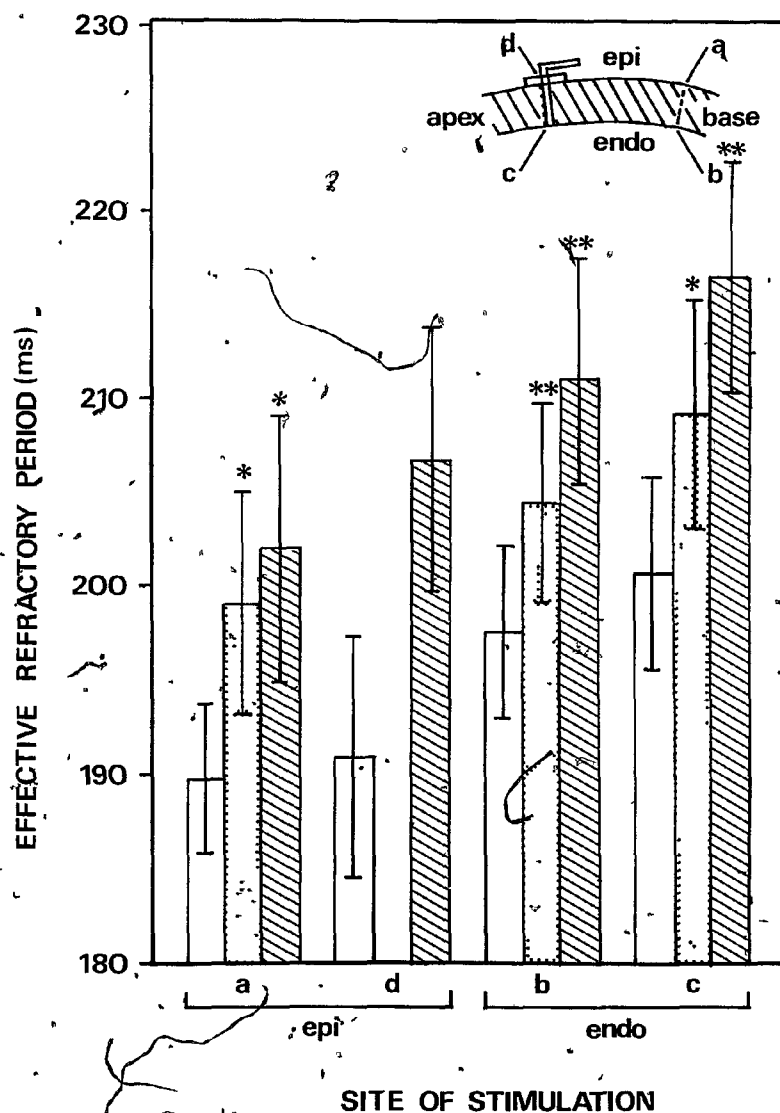 230
220
210
200
190
180
EFFECTIVE REFRACTORY PERIOD (ms)
d a
epi
apex base
endo
c b
**
**
*
**
*
*
a d b c
epi endo
SITE OF STIMULATION